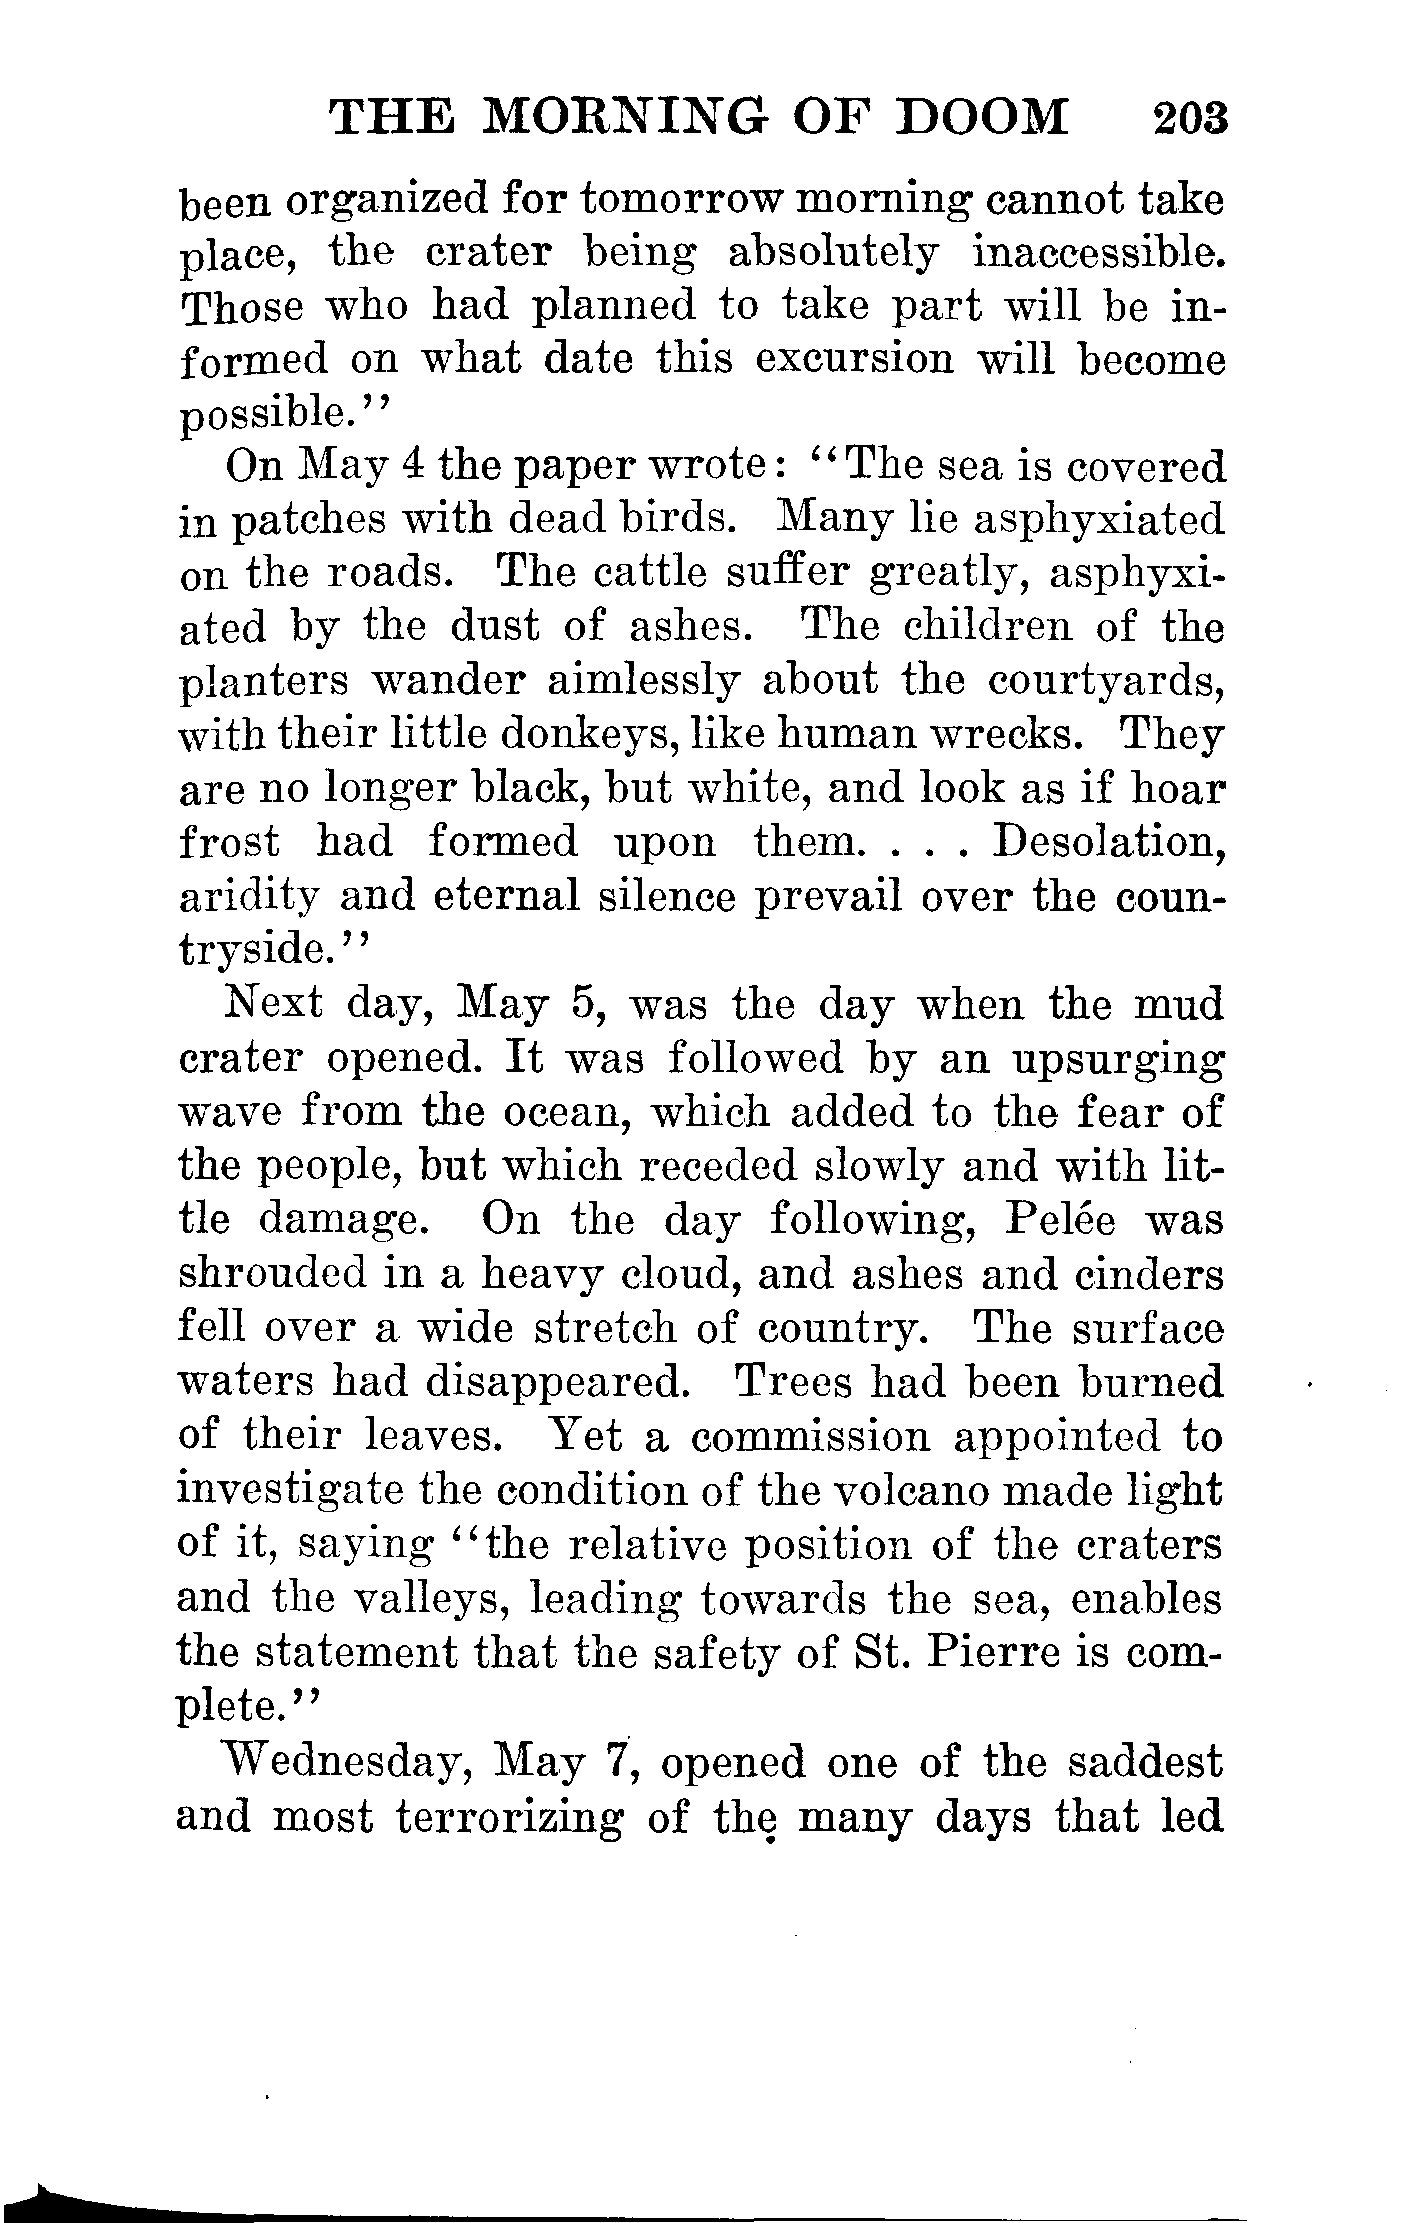 THE MORNING OF DOOM 203
been organized for tomorrow morning cannot take
place, the crater being absolutely inaccessible.
Those who had planned to take part will be in-
formed on what date this excursion will become
possible.''
On May 4 the paper wrote: ''The sea is covered
in patches with dead birds. Many lie asphyxiated
on the roads. The cattle suffer greatly, asphyxi-
ated by the dust of ashes. The children of the
planters wander aimlessly about the courtyards,
with their little donkeys, like human wrecks. They
are no longer black, but white, and look as if hoar
frost had formed upon them. . . . Desolation,
aridity and eternal silence prevail over the coun-
tryside.''
Next day, May 5, was the day when the mud
crater opened. It was followed by an upsurging
wave from the ocean, which added to the fear of
the people, but which receded slowly and with lit-
tle damage. On the day following, Pelée was
shrouded in a heavy cloud, and ashes and cinders
fell over a wide stretch of country. The surface
waters had disappeared. Trees had been burned
of their leaves. Yet a commission appointed to
investigate the condition of the volcano made light
of it, saying ''the relative position of the craters
and the valleys, leading towards the sea, enables
the statement that the safety of St. Pierre is com-
plete.''
Wednesday, May 7, opened one of the saddest
and most terrorizing of the many days that led